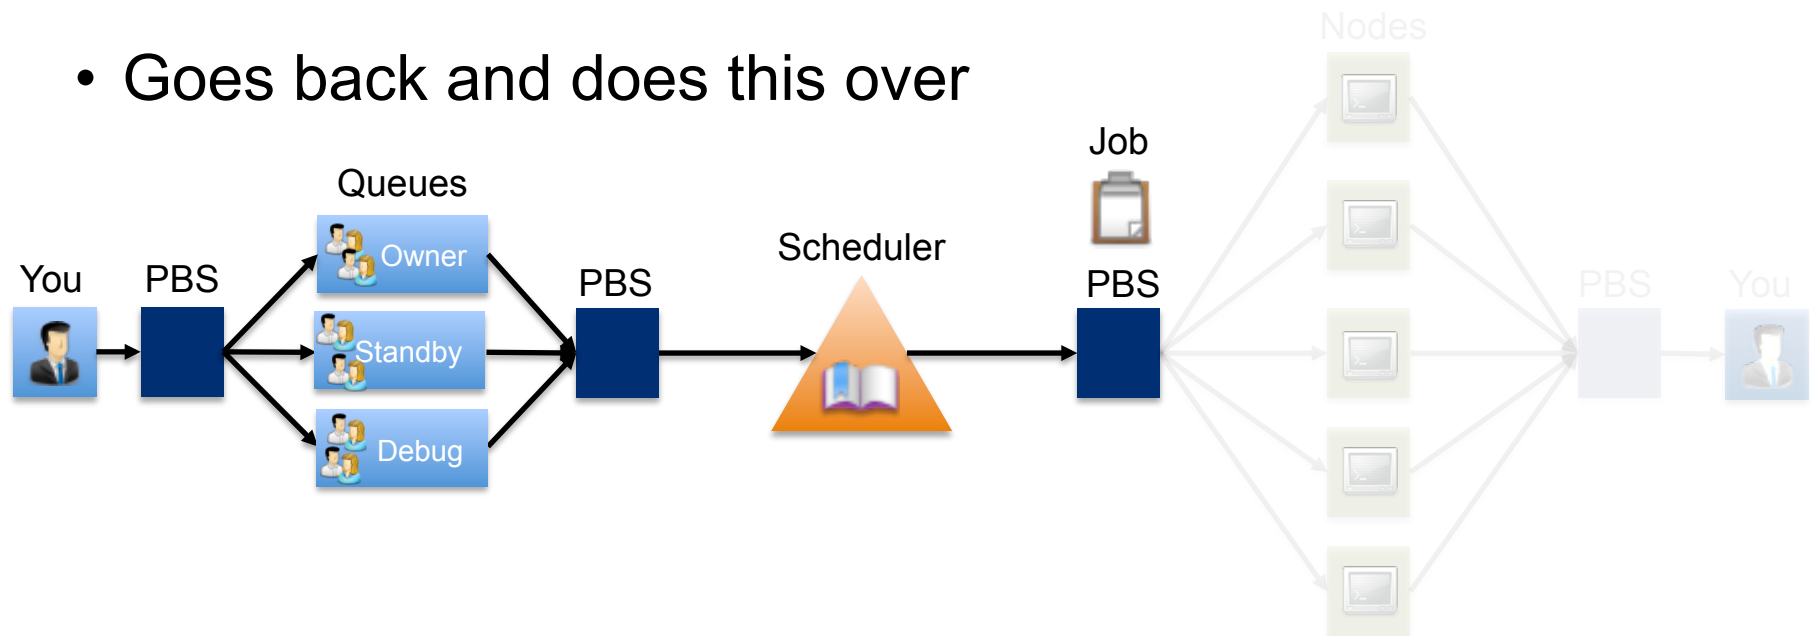 Nodes
• Goes back and does this over
Job
Queues
Owner
Scheduler
You
PBS
PBS
PBS
PBS
You
Standby
Debug